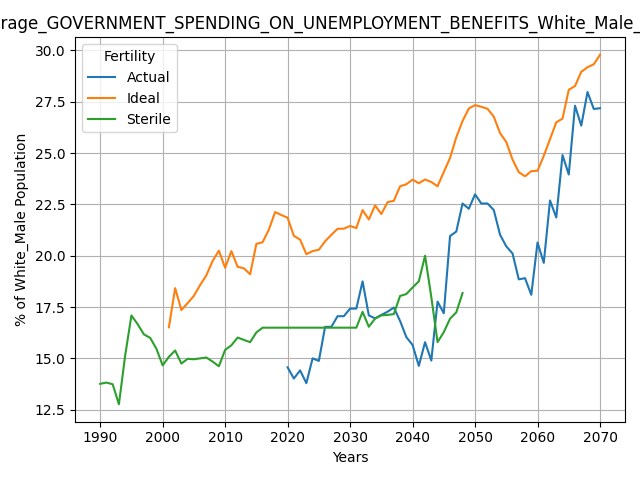 rage_GOVERNMENT_SPENDING_ON_UNEMPLOYMENT_BENEFITS_White_Male_
Fertility
Actual
Ideal
Sterile
% of White_Male Population
30.0
27.5
25.0
22.5
20.0
17.5
15.0
12.5
1990 2000 2010 2020 2030 2040 2050 2060 2070
Years